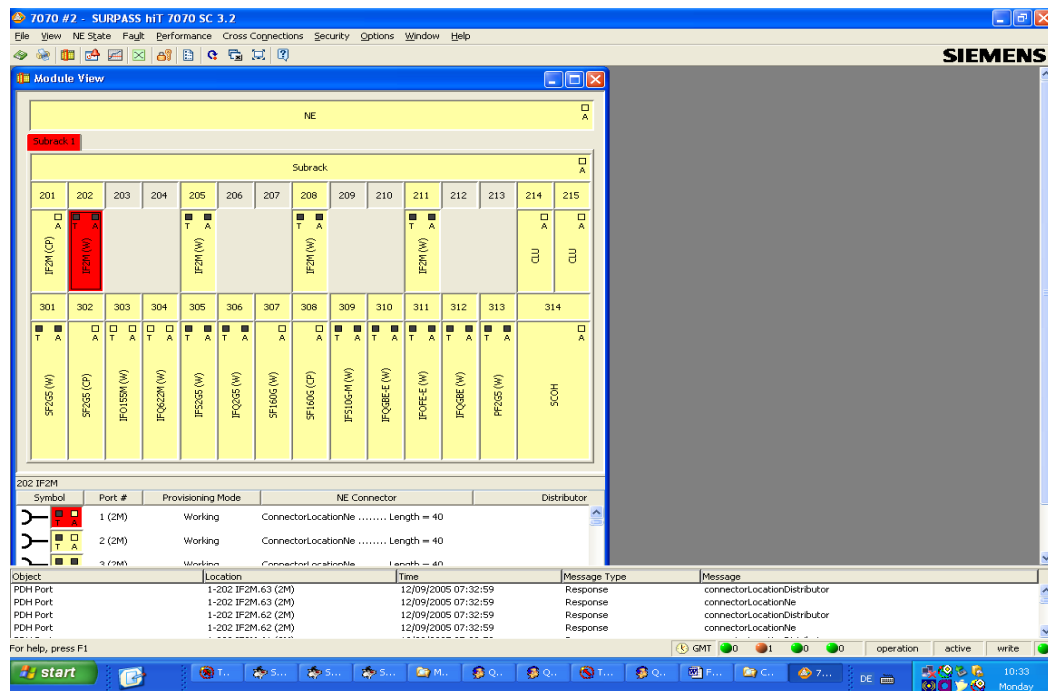 7070 #2 - SURPASS hiT 7070 SC 3.2
File View NE State Fault Performance Cross Connections Security Options Window Help
SIEMENS
Module View
NE A
Subrack 1
Subrack A
201 202 203 204 205 206 207 208 209 210 211 212 213 214 215
A T A T A T A T A A A
IF2M (CP) IF2M (W) IF2M (W) IF2M (W) IF2M (W) CLU CLU
301 302 303 304 305 306 307 308 309 310 311 312 313 314
T A A T A T A T A T A A A T A T A T A T A T A A
SF2G5 (W) SF2G5 (CP) IFO155M (W) IFQ622M (W) IFS2G5 (W) IFQ2G5 (W) SF160G (W) SF160G (CP) IFS10G-M (W) IFQGBE-E (W) IFOFE-E (W) IFQGBE (W) PF2G5 (W) SCOH
202 IF2M
Symbol Port # Provisioning Mode NE Connector Distributor
T A 1 (2M) Working ConnectorLocationNe ........ Length = 40
T A 2 (2M) Working ConnectorLocationNe ........ Length = 40
3 (2M) Working ConnectorLocationNe ........ Length = 40
Object Location Time Message Type Message
PDH Port 1-202 IF2M.63 (2M) 12/09/2005 07:32:59 Response connectorLocationDistributor
PDH Port 1-202 IF2M.63 (2M) 12/09/2005 07:32:59 Response connectorLocationNe
PDH Port 1-202 IF2M.62 (2M) 12/09/2005 07:32:59 Response connectorLocationDistributor
PDH Port 1-202 IF2M.62 (2M) 12/09/2005 07:32:59 Response connectorLocationNe
For help, press F1 GMT 0 1 0 0 operation active write
start T.. S... S... S... M... Q.. Q.. T... Q.. F... C... 7... DE 10:33
Monday